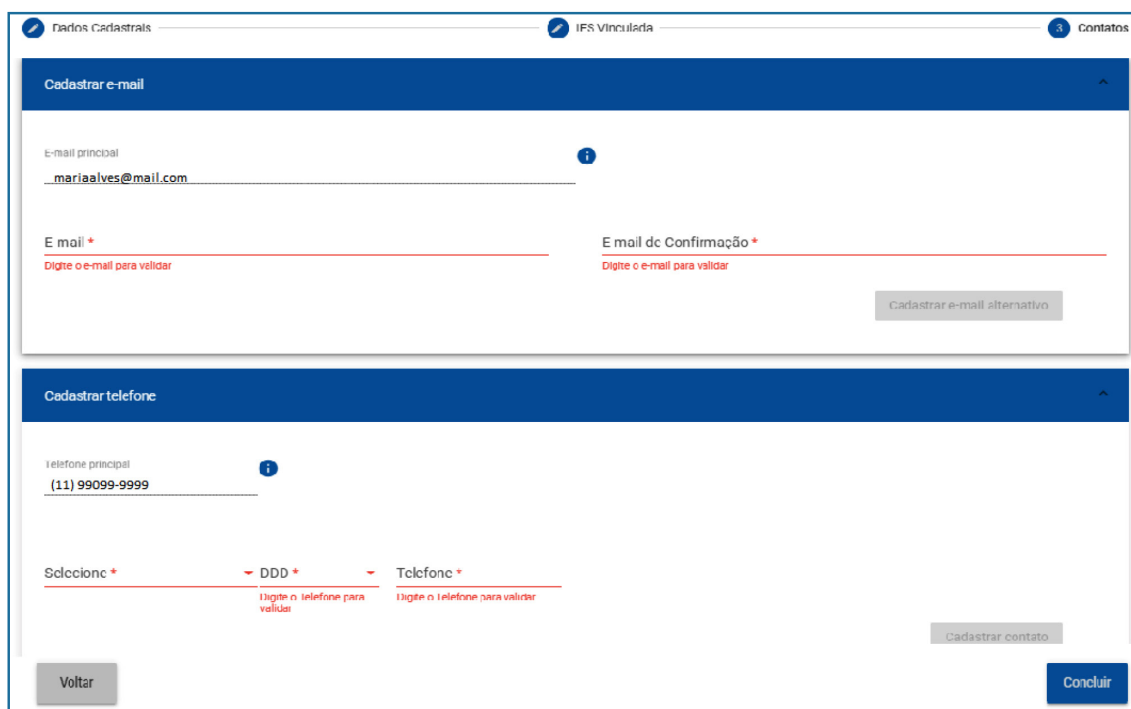 Dados Cadastrais
IES Vinculada
3 Contatos
Cadastrar e-mail
E-mail principal
mariaalves@mail.com
E mail *
E mail de Confirmação *
Digite o e-mail para validar
Digite o e-mail para validar
Cadastrar e-mail alternativo
Cadastrar telefone
Telefone principal
(11) 99099-9999
Selecione *
DDD *
Telefone *
Digite o Telefone para
validar
Digite o Telefone para validar
Cadastrar contato
Voltar
Concluir